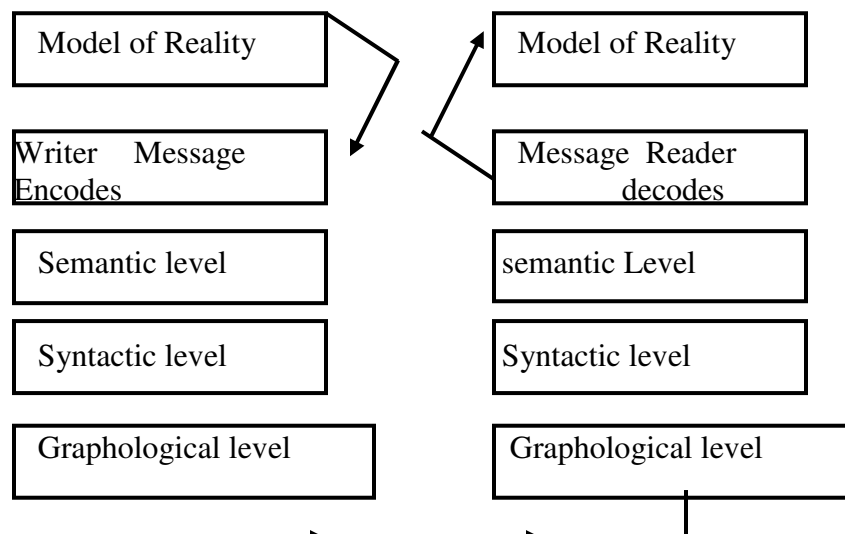 Model of Reality
Model of Reality
Writer Message
Encodes
Message Reader
decodes
Semantic level
semantic Level
Syntactic level
Syntactic level
Graphological level
Graphological level